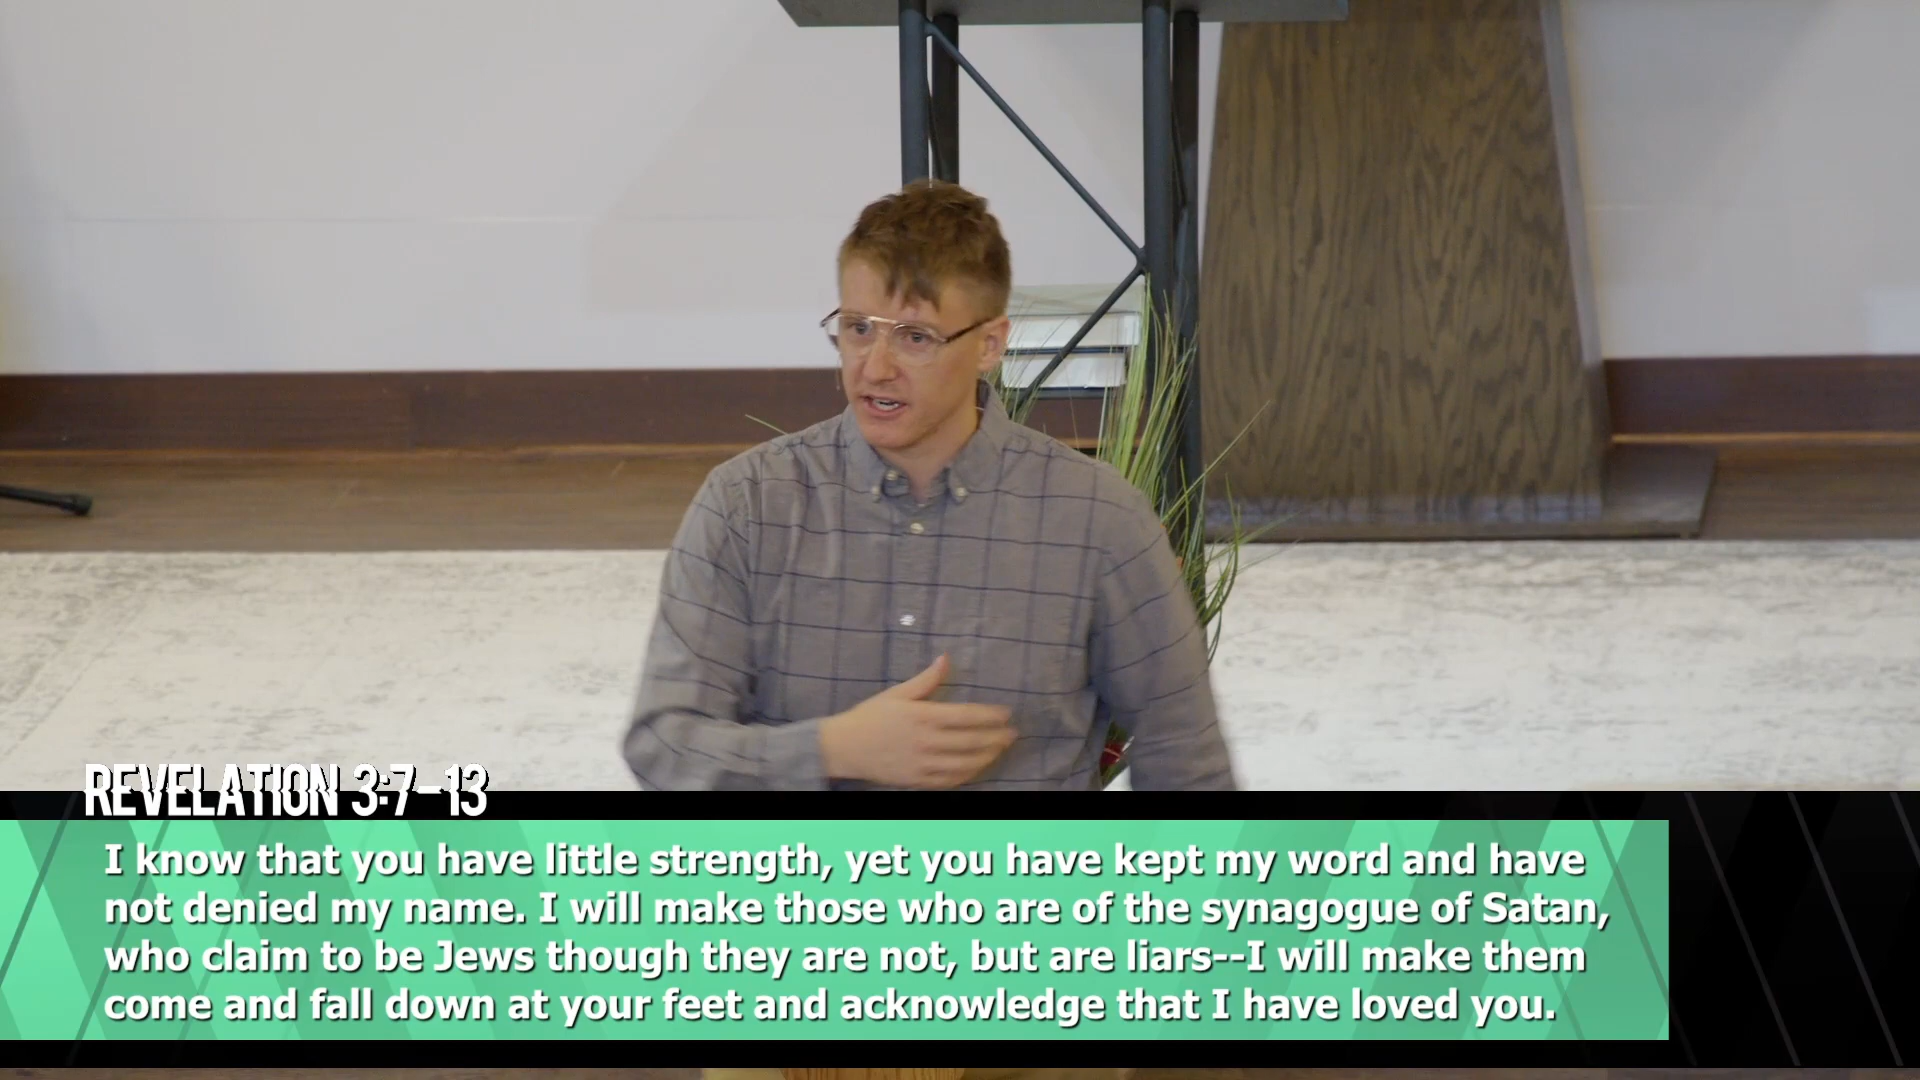 REVELATION 3:7-13
I know that you have little strength, yet you have kept my word and have
not denied my name. I will make those who are of the synagogue of Satan,
who claim to be Jews though they are not, but are liars--I will make them
come and fall down at your feet and acknowledge that I have loved you.